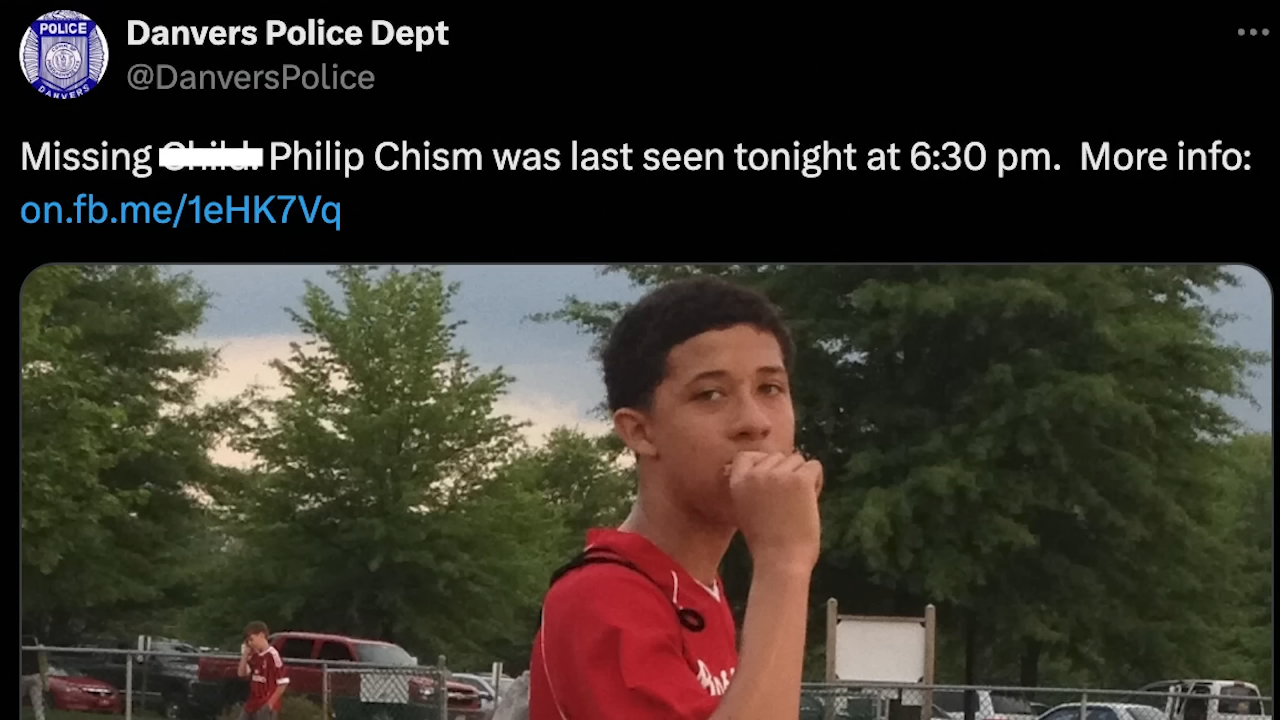 POLICE
DANVERS
Danvers Police Dept
@DanversPolice
Missing Philip Chism was last seen tonight at 6:30 pm. More info:
on.fb.me/1eHK7Vq